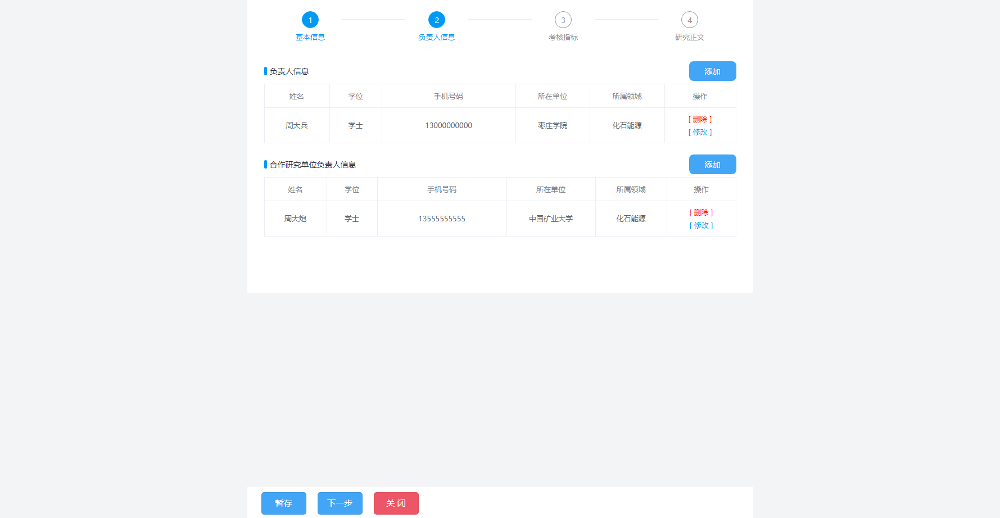 1 2 3 4
基本信息 负责人信息 考核指标 研究正文
负责人信息 添加
姓名 学位 手机号码 所在单位 所属领域 操作
周大兵 学士 13000000000 枣庄学院 化石能源 [ 删除 ]
[ 修改 ]
合作研究单位负责人信息 添加
姓名 学位 手机号码 所在单位 所属领域 操作
周大炮 学士 13555555555 中国矿业大学 化石能源 [ 删除 ]
[ 修改 ]
暂存 下一步 关 闭